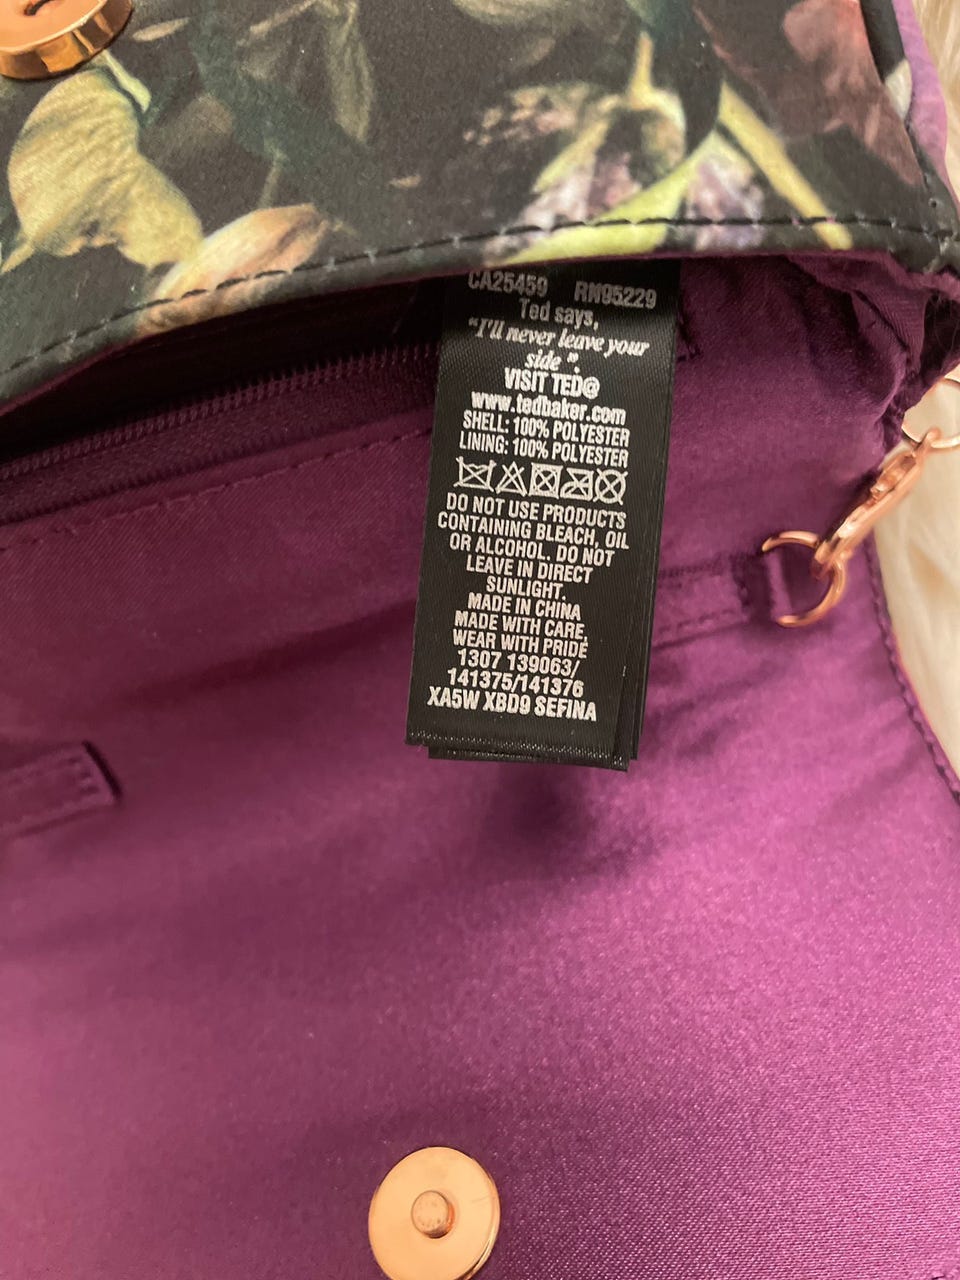 CA25459 RN95229
Ted says,
"I'll never leave your
side".
VISIT TED@
www.tedbaker.com
SHELL: 100% POLYESTER
LINING: 100% POLYESTER
DO NOT USE PRODUCTS
CONTAINING BLEACH, OIL
OR ALCOHOL. DO NOT
LEAVE IN DIRECT
SUNLIGHT.
MADE IN CHINA
MADE WITH CARE,
WEAR WITH PRIDE
1307 139063/
141375/141376
XA5W XBD9 SEFINA